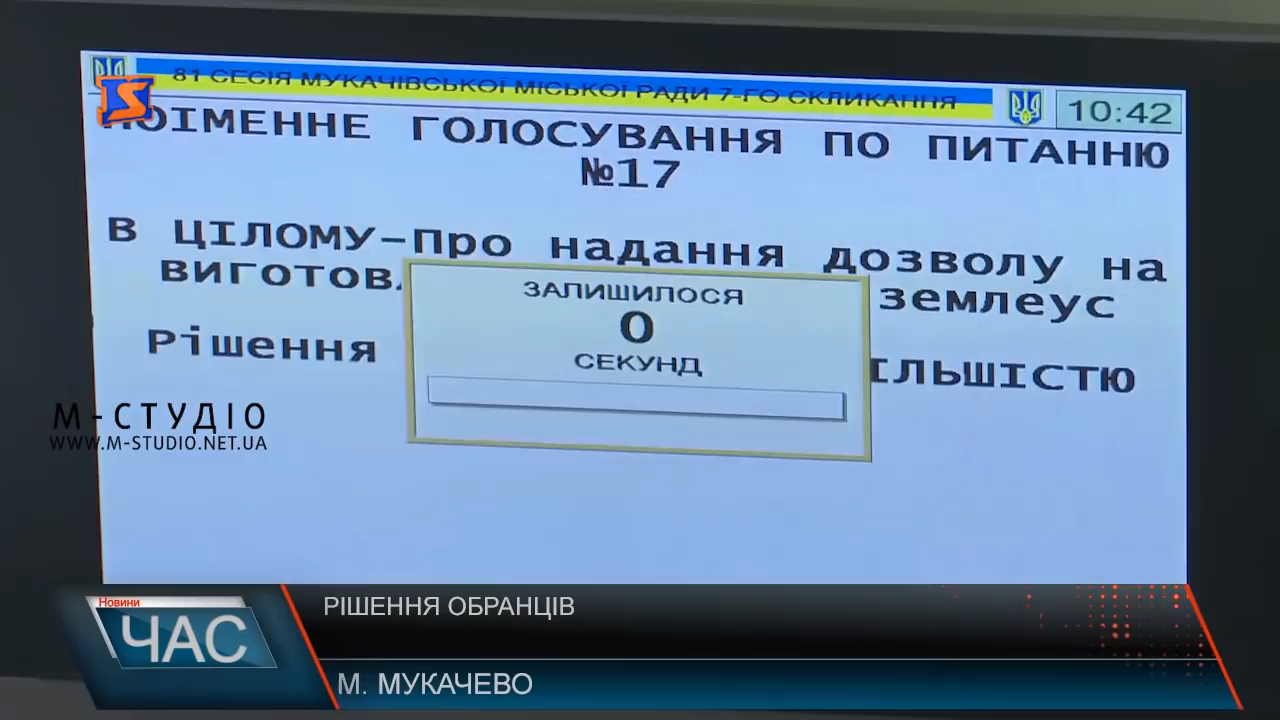 81 СЕСІЯ МУКАЧІВСЬКОЇ МІСЬКОЇ РАДИ 7-ГО СКЛИКАННЯ
10:42
ПОІМЕННЕ ГОЛОСУВАННЯ ПО ПИТАННЮ
№17
В ЦІЛОМУ-Про надання дозволу на
виготов землеус
Рішення ІЛЬШІСТЮ
ЗАЛИШИЛОСЯ
0
СЕКУНД
М-СТУДІО
WWW.M-STUDIO.NET.UA
Новини
ЧАС
РІШЕННЯ ОБРАНЦІВ
М. МУКАЧЕВО